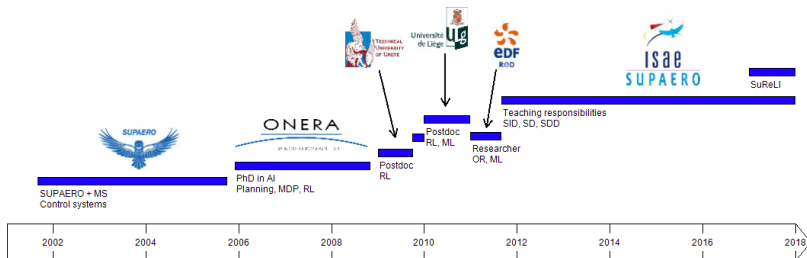 TECHNICAL
UNIVERSITY
OF CRETE
Université
de Liège
edF
R&D
isae
SUPAERO
SUPAERO
ONERA
SuReLI
Teaching responsibilities
SID, SD, SDD
Postdoc
RL, ML
Researcher
OR, ML
Postdoc
RL
PhD in AI
Planning, MDP, RL
SUPAERO + MS
Control systems
2002 2004 2006 2008 2010 2012 2014 2016 2018